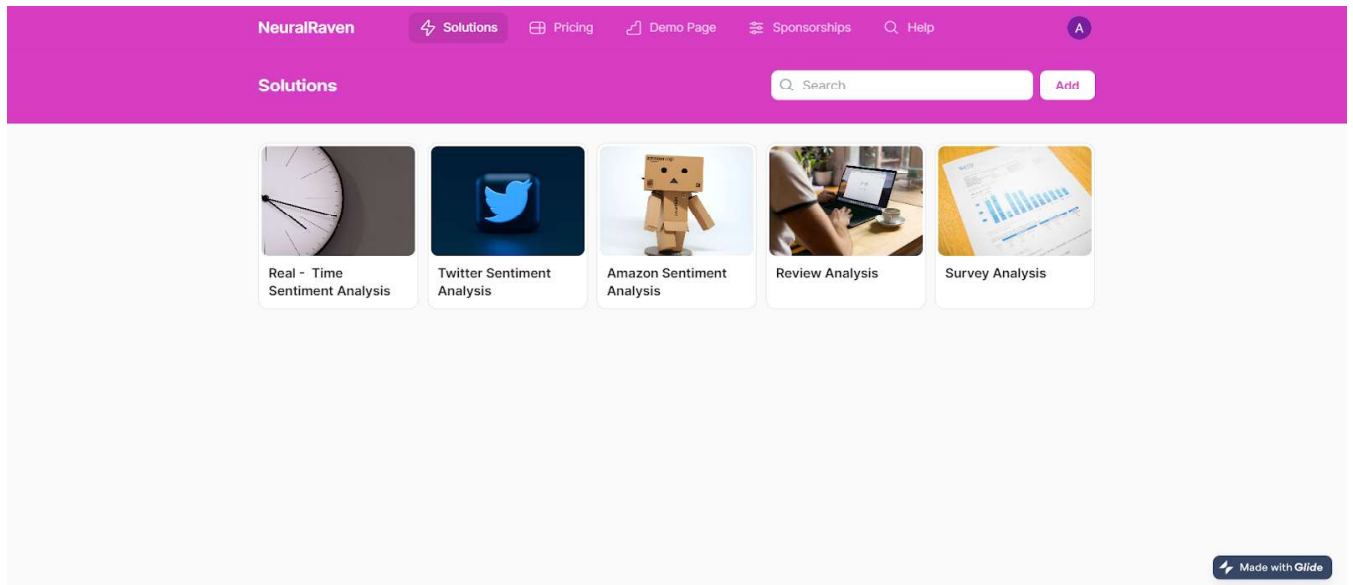 NeuralRaven
Solutions
Pricing
Demo Page
Sponsorships
Help
A
Solutions
Search
Add
Real - Time
Sentiment Analysis
Twitter Sentiment
Analysis
Amazon Sentiment
Analysis
Review Analysis
Survey Analysis
Made with Glide